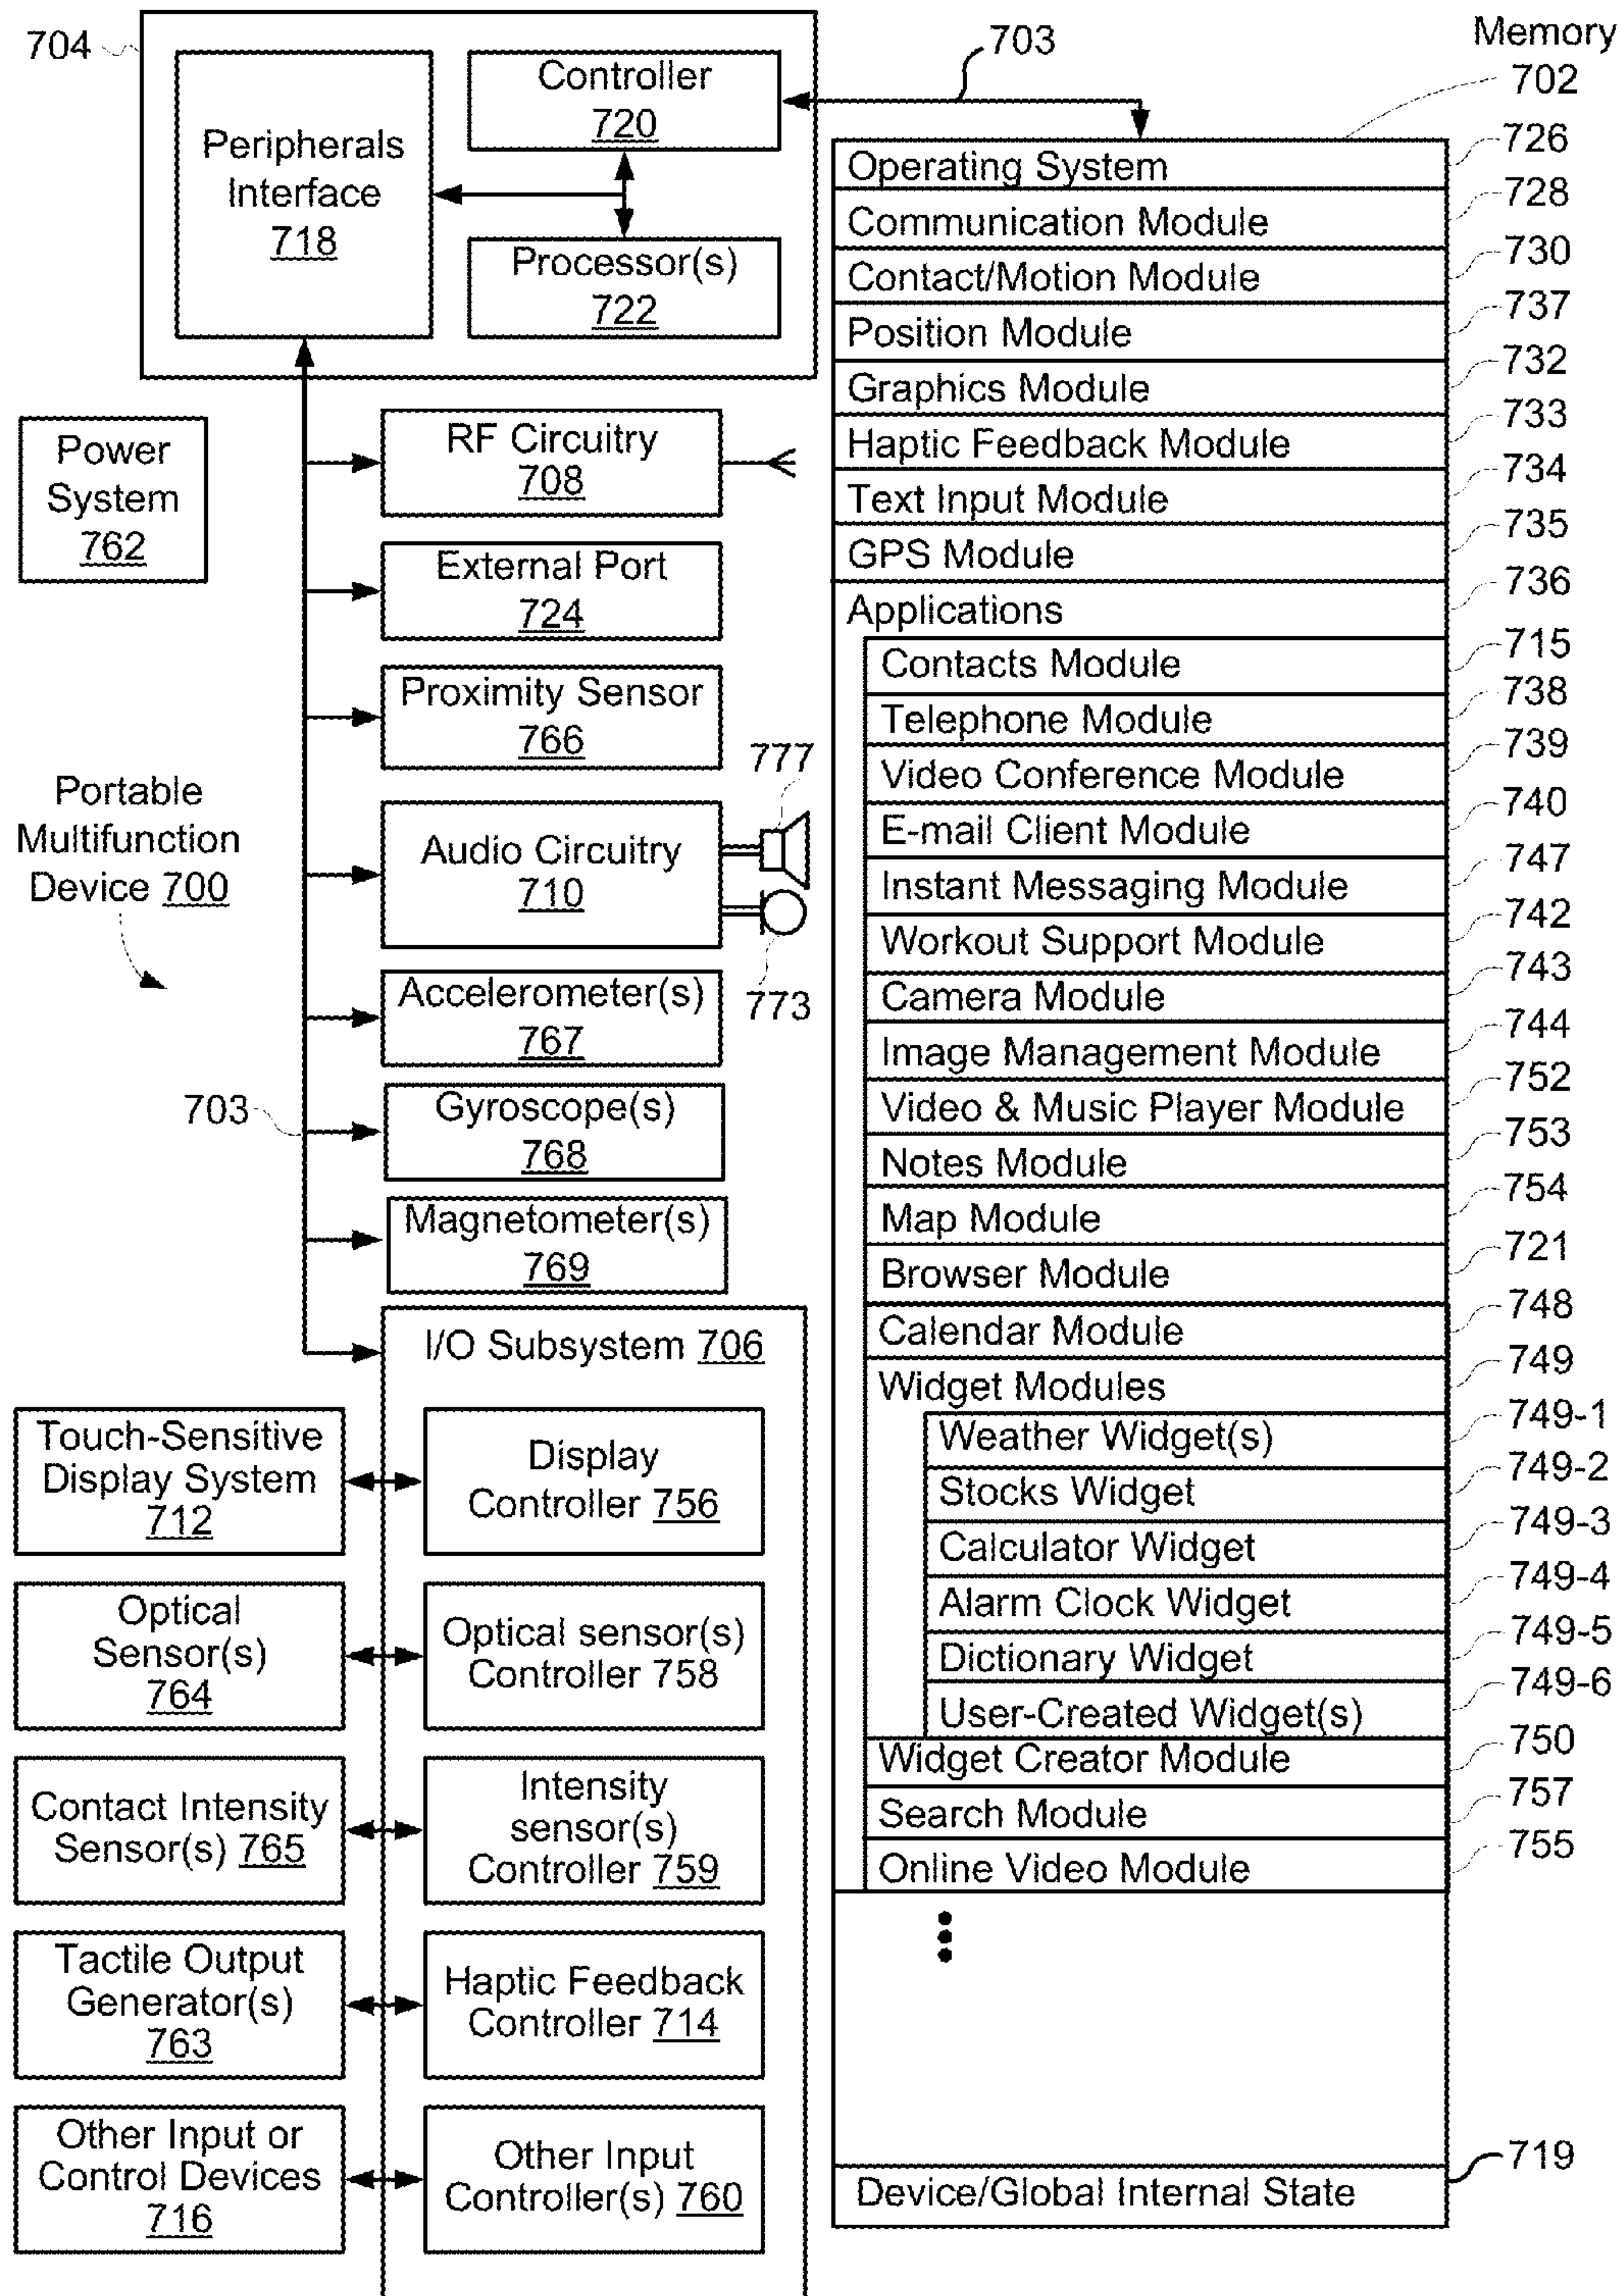 704
Peripherals
Interface
718
Controller
720
Processor(s)
722
703
Memory
702
Power
System
762
RF Circuitry
708
External Port
724
Proximity Sensor
766
Portable
Multifunction
Device 700
Audio Circuitry
710
777
773
Accelerometer(s)
767
703
Gyroscope(s)
768
Magnetometer(s)
769
I/O Subsystem 706
Touch-Sensitive
Display System
712
Display
Controller 756
Optical
Sensor(s)
764
Optical sensor(s)
Controller 758
Contact Intensity
Sensor(s) 765
Intensity
sensor(s)
Controller 759
Tactile Output
Generator(s)
763
Haptic Feedback
Controller 714
Other Input or
Control Devices
716
Other Input
Controller(s) 760
Operating System 726
Communication Module 728
Contact/Motion Module 730
Position Module 737
Graphics Module 732
Haptic Feedback Module 733
Text Input Module 734
GPS Module 735
Applications 736
Contacts Module 715
Telephone Module 738
Video Conference Module 739
E-mail Client Module 740
Instant Messaging Module 747
Workout Support Module 742
Camera Module 743
Image Management Module 744
Video & Music Player Module 752
Notes Module 753
Map Module 754
Browser Module 721
Calendar Module 748
Widget Modules 749
Weather Widget(s) 749-1
Stocks Widget 749-2
Calculator Widget 749-3
Alarm Clock Widget 749-4
Dictionary Widget 749-5
User-Created Widget(s) 749-6
Widget Creator Module 750
Search Module 757
Online Video Module 755
Device/Global Internal State 719